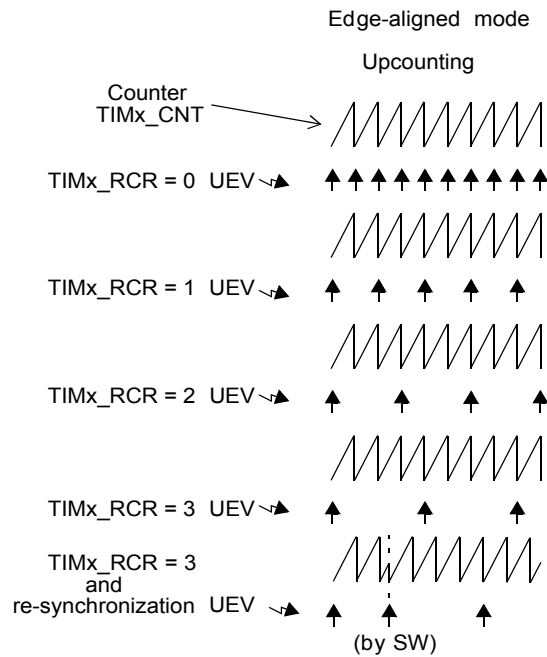 Edge-aligned mode
Upcounting
Counter
TIMx_CNT
TIMx_RCR = 0 UEV
TIMx_RCR = 1 UEV
TIMx_RCR = 2 UEV
TIMx_RCR = 3 UEV
TIMx_RCR = 3
and
re-synchronization UEV
(by SW)